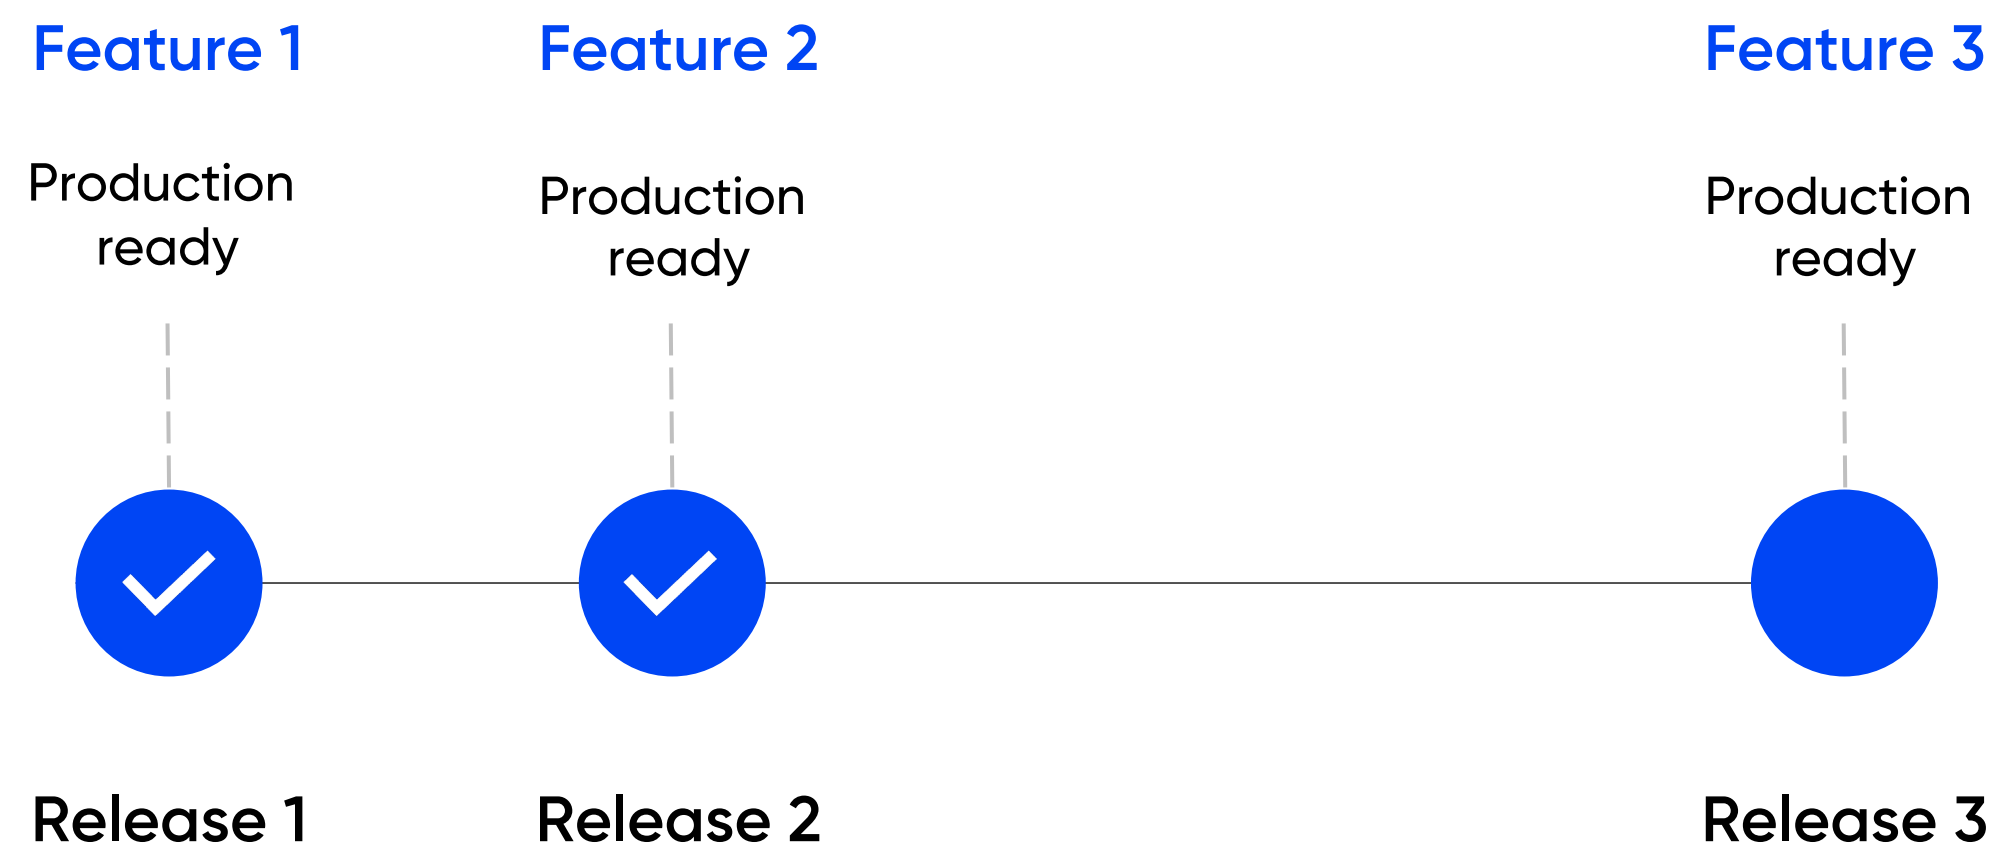 Feature 1
Feature 2
Feature 3
Production
ready
Production
ready
Production
ready
Release 1
Release 2
Release 3